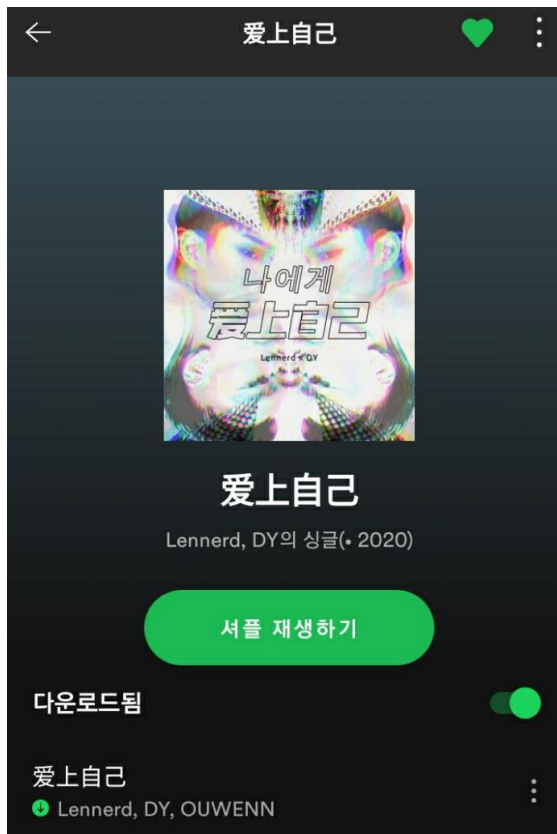 爱上自己
나에게
爱上自己
Lennerd x DY
爱上自己
Lennerd, DY의 싱글(• 2020)
셔플 재생하기
다운로드됨
爱上自己
Lennerd, DY, OUWENN